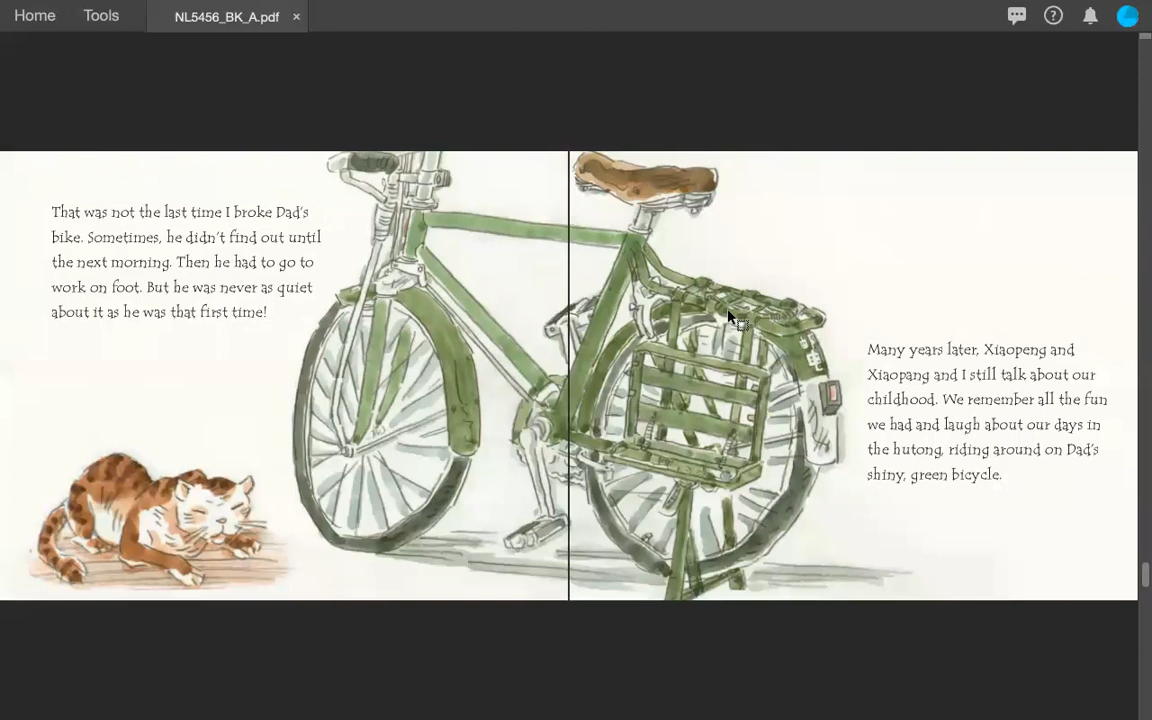 Home
Tools
NL5456_BK_A.pdf
That was not the last time I broke Dad's
bike. Sometimes, he didn't find out until
the next morning. Then he had to go to
work on foot. But he was never as quiet
about it as he was that first time!
Many years later, Xiaopeng and
Xiaopang and I still talk about our
childhood. We remember all the fun
we had and laugh about our days in
the hutong, riding around on Dad's
shiny, green bicycle.